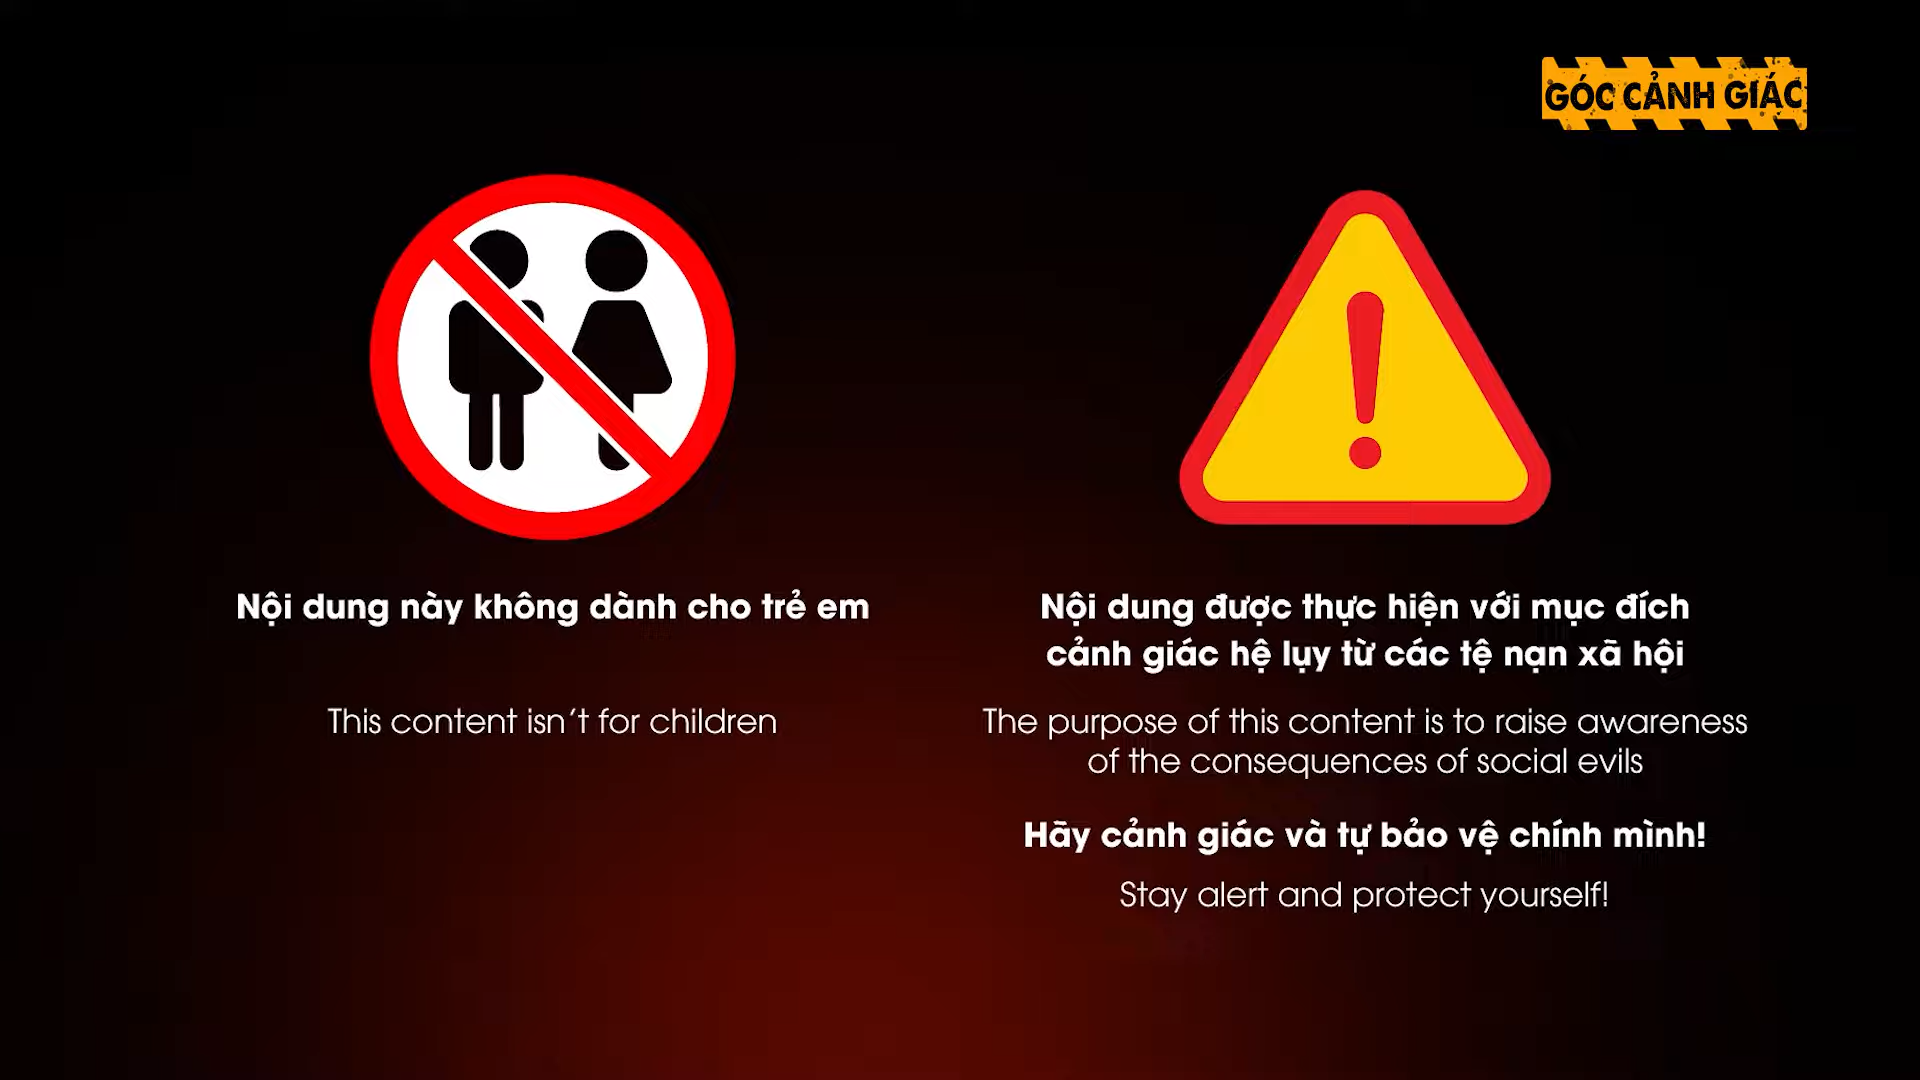 GÓC CẢNH GIÁC
Nội dung này không dành cho trẻ em
This content isn't for children
Nội dung được thực hiện với mục đích
cảnh giác hệ lụy từ các tệ nạn xã hội
The purpose of this content is to raise awareness
of the consequences of social evils
Hãy cảnh giác và tự bảo vệ chính mình!
Stay alert and protect yourself!